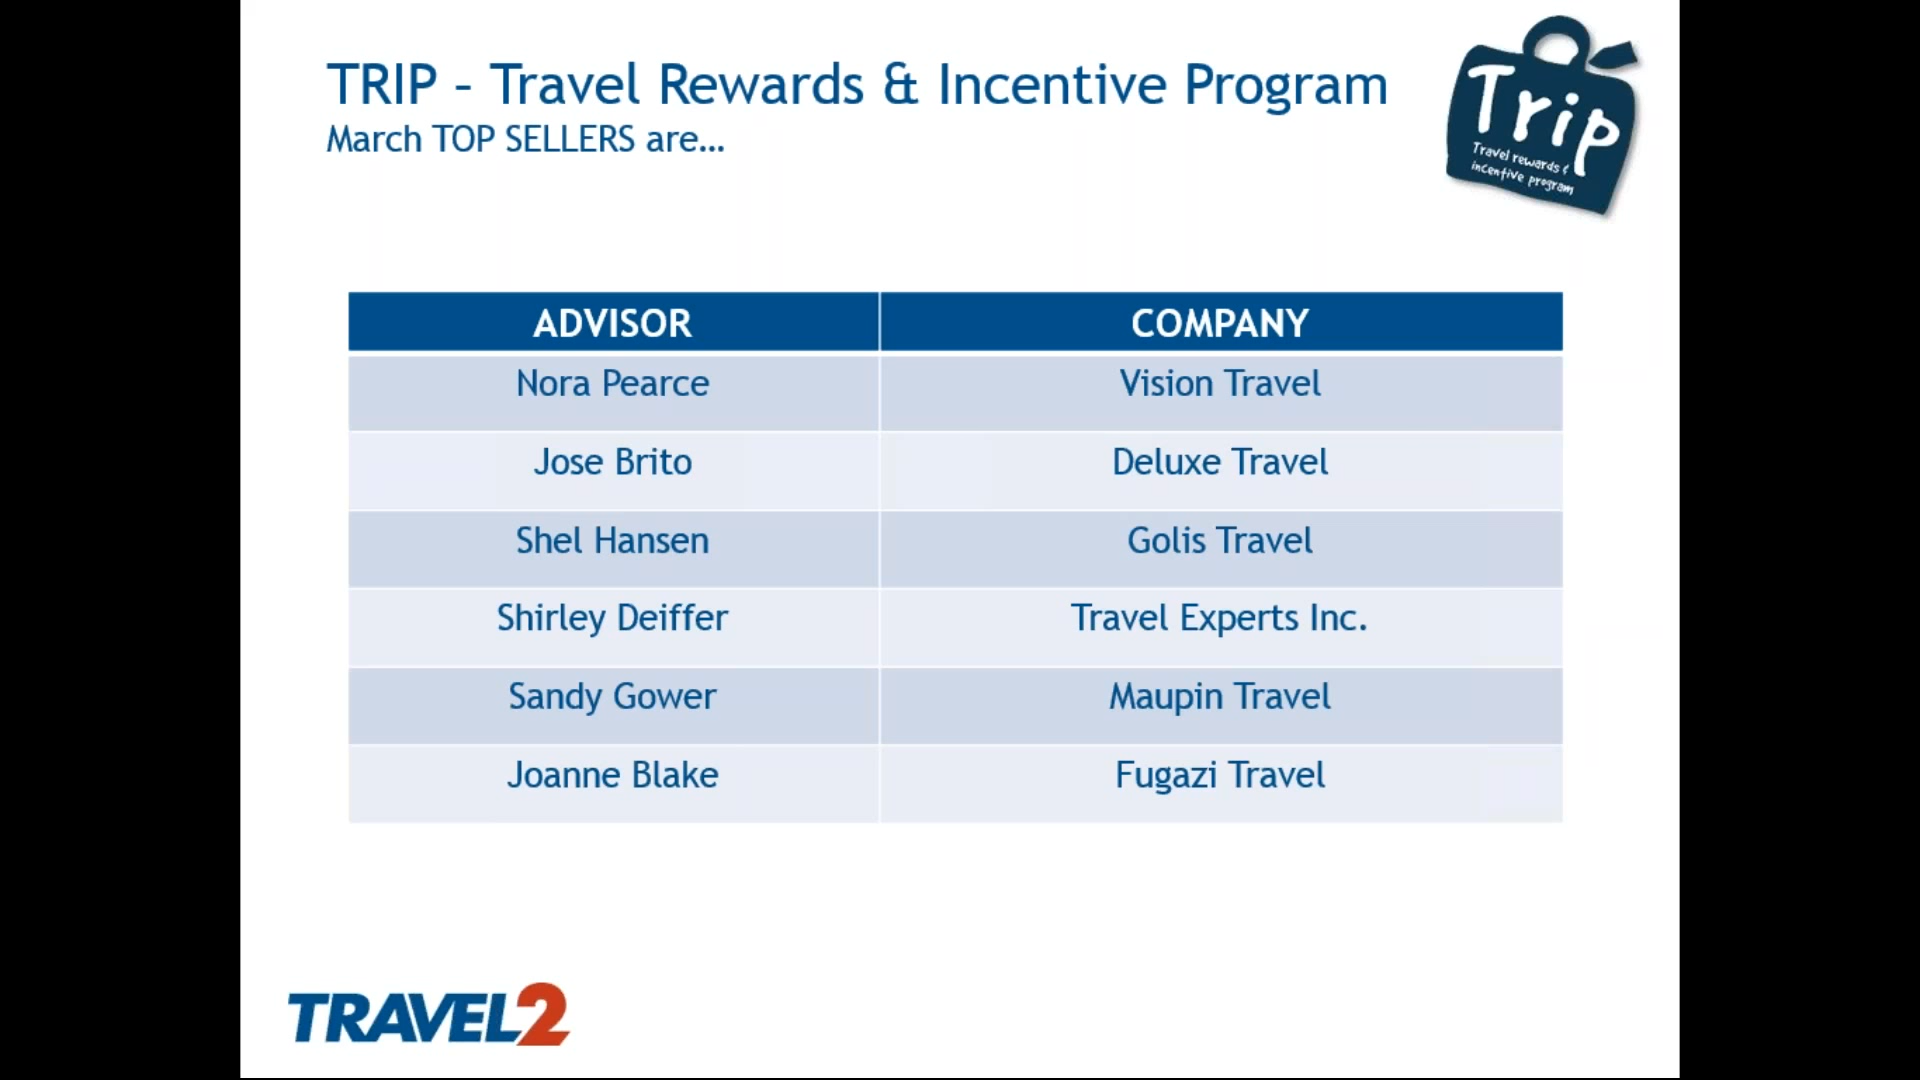 TRIP - Travel Rewards & Incentive Program
March TOP SELLERS are...
Trip
Travel rewards &
incentive program
ADVISOR COMPANY
Nora Pearce Vision Travel
Jose Brito Deluxe Travel
Shel Hansen Golis Travel
Shirley Deiffer Travel Experts Inc.
Sandy Gower Maupin Travel
Joanne Blake Fugazi Travel
TRAVEL2